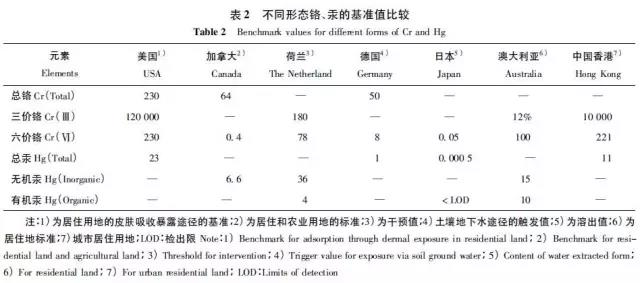 表 2 不同形态铬、汞的基准值比较
Table 2 Benchmark values for different forms of Cr and Hg
元素 美国1) 加拿大2) 荷兰3) 德国4) 日本5) 澳大利亚6) 中国香港7)
Elements USA Canada The Netherland Germany Japan Australia Hong Kong
总铬 Cr(Total) 230 64 — 50
三价铬 Cr(Ⅲ) 120 000 — 180 — — 12% 10 000
六价铬 Cr(Ⅵ) 230 0.4 78 8 0.05 100 221
总汞 Hg(Total) 23 1 0.000 5 — 11
无机汞 Hg(Inorganic) — 6.6 36 15 —
有机汞 Hg(Organic) — — 4 — <LOD 10 —
注:1)为居住用地的皮肤吸收暴露途径的基准;2)为居住和农业用地的标准;3)为干预值;4)土壤地下水途径的触发值;5)为溶出值;6)为
居住地标准;7)城市居住用地;LOD:检出限 Note:1) Benchmark for adsorption through dermal exposure in residential land; 2) Benchmark for resi-
dential land and agricultural land; 3) Threshold for intervention; 4) Trigger value for exposure via soil ground water; 5) Content of water extracted form;
6) For residential land; 7) For urban residential land; LOD:Limits of detection